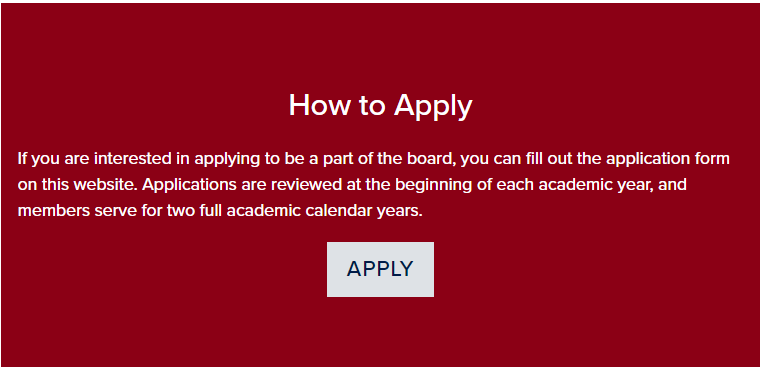 How to Apply
If you are interested in applying to be a part of the board, you can fill out the application form
on this website. Applications are reviewed at the beginning of each academic year, and
members serve for two full academic calendar years.
APPLY